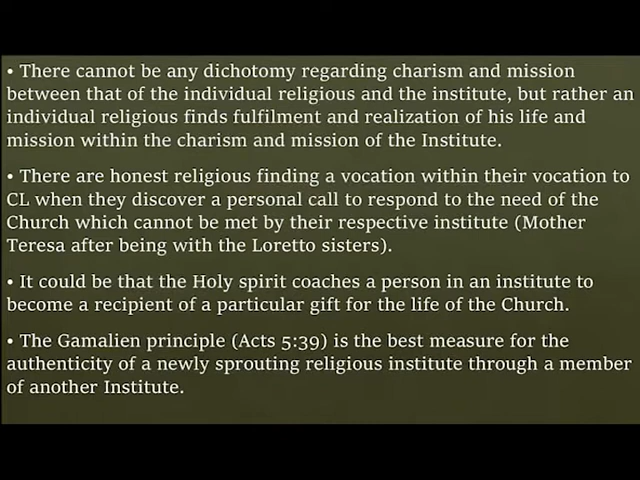 • There cannot be any dichotomy regarding charism and mission
between that of the individual religious and the institute, but rather an
individual religious finds fulfilment and realization of his life and
mission within the charism and mission of the Institute.
• There are honest religious finding a vocation within their vocation to
CL when they discover a personal call to respond to the need of the
Church which cannot be met by their respective institute (Mother
Teresa after being with the Loretto sisters).
• It could be that the Holy spirit coaches a person in an institute to
become a recipient of a particular gift for the life of the Church.
• The Gamalien principle (Acts 5:39) is the best measure for the
authenticity of a newly sprouting religious institute through a member
of another Institute.